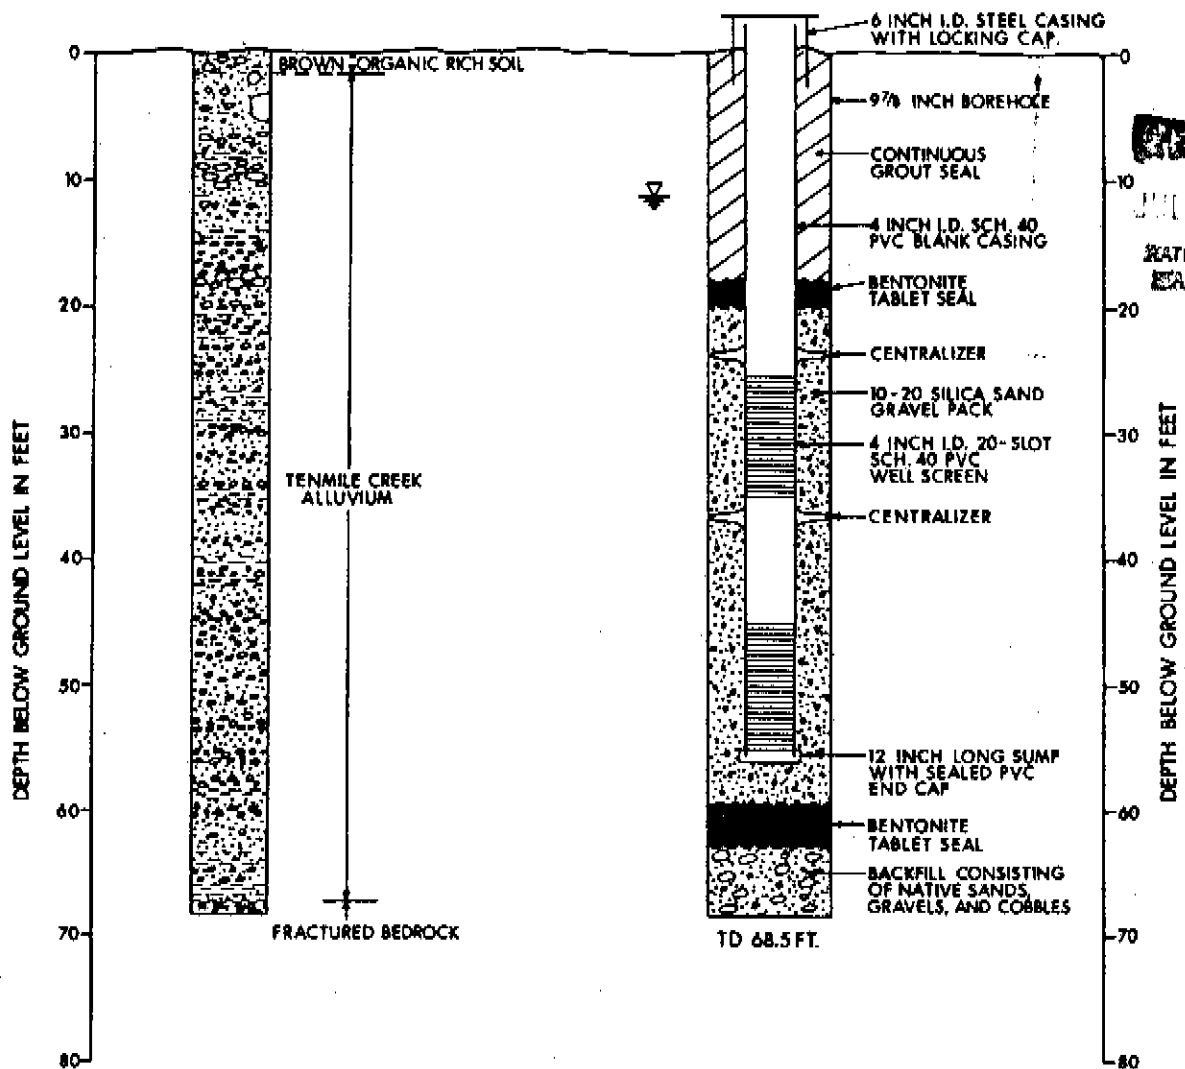 6 INCH I.D. STEEL CASING
WITH LOCKING CAP.
0
BROWN ORGANIC RICH SOIL
0
9 7/8 INCH BOREHOLE
CONTINUOUS
GROUT SEAL
10
10
4 INCH I.D. SCH. 40
PVC BLANK CASING
BENTONITE
TABLET SEAL
20
20
CENTRALIZER
10-20 SILICA SAND
GRAVEL PACK
30
30
4 INCH I.D. 20-SLOT
SCH. 40 PVC
WELL SCREEN
TENMILE CREEK
ALLUVIUM
CENTRALIZER
DEPTH BELOW GROUND LEVEL IN FEET
DEPTH BELOW GROUND LEVEL IN FEET
40
40
50
50
12 INCH LONG SUMP
WITH SEALED PVC
END CAP
60
60
BENTONITE
TABLET SEAL
BACKFILL CONSISTING
OF NATIVE SANDS,
GRAVELS, AND COBBLES
FRACTURED BEDROCK
TD 68.5 FT.
70
70
80
80